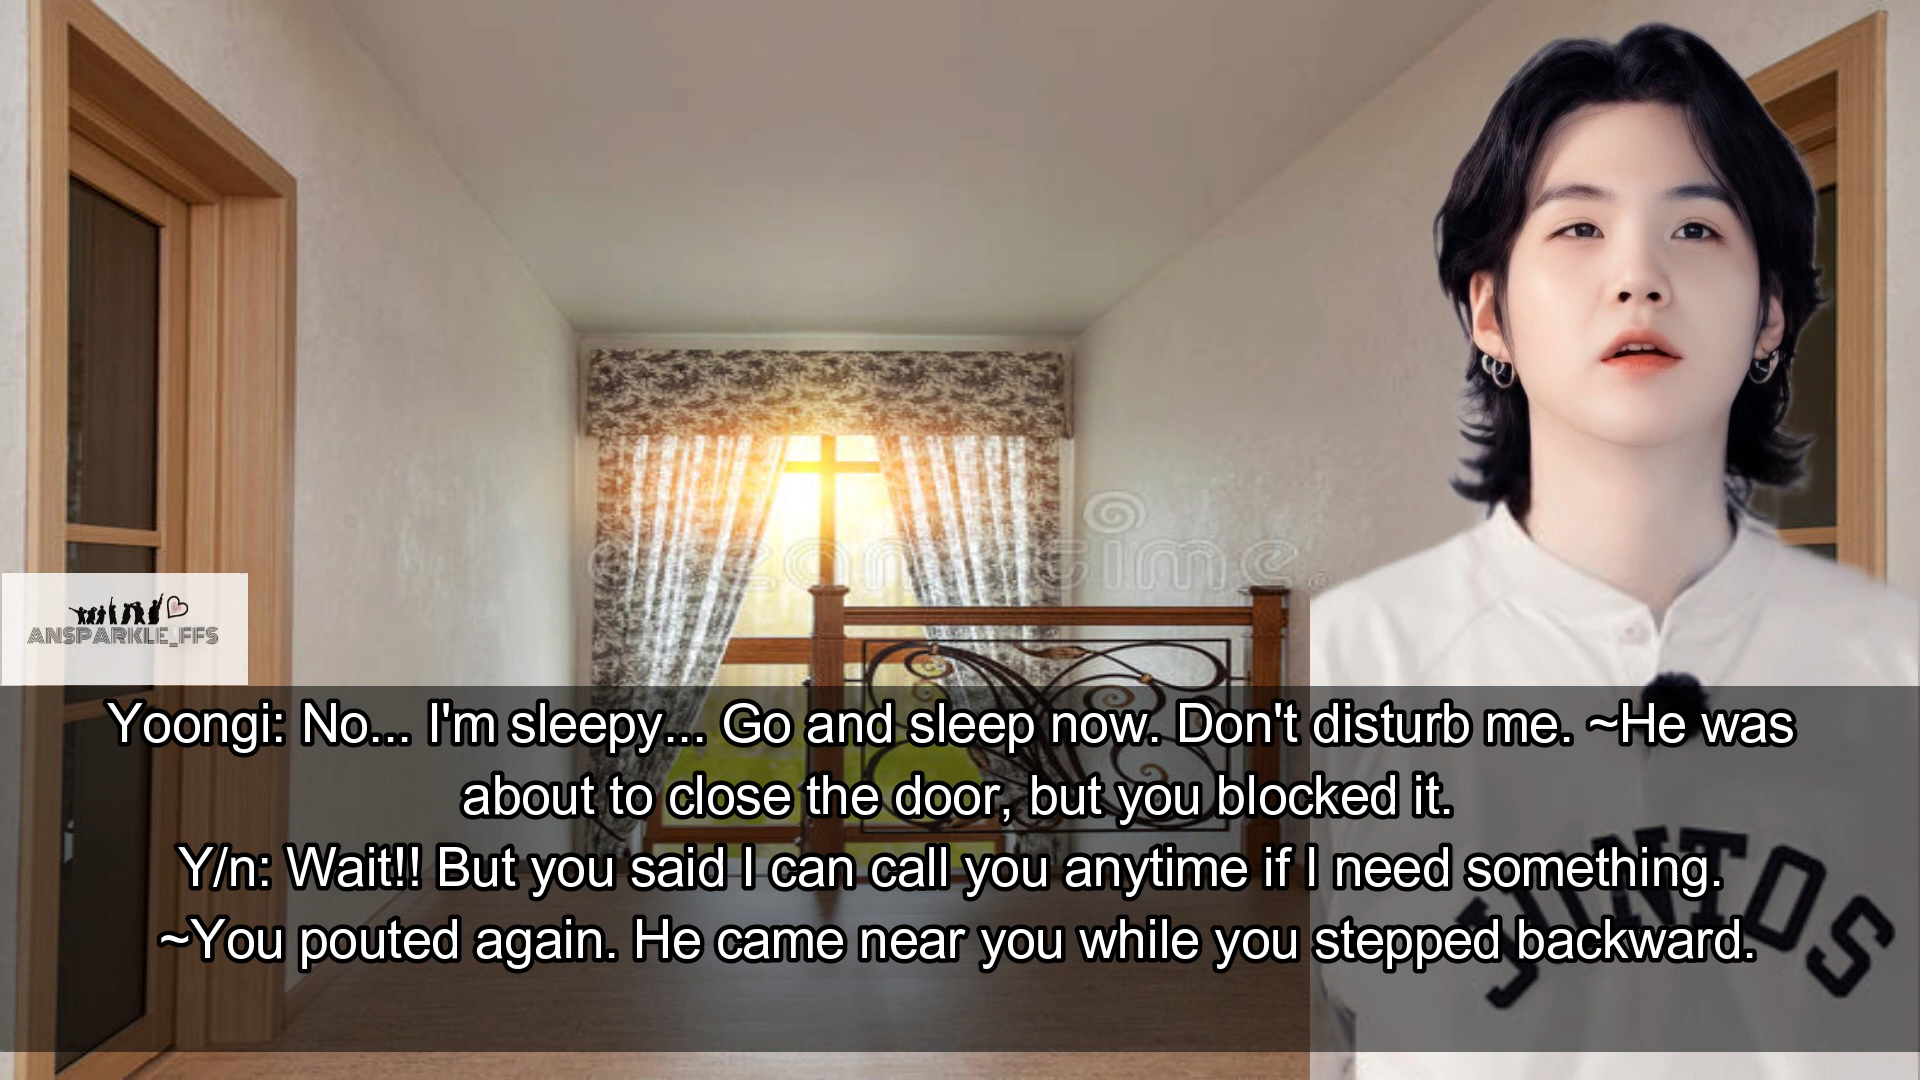 dreamstime.
ANSPARKLE_FFS
Yoongi: No... I'm sleepy... Go and sleep now. Don't disturb me. ~He was
about to close the door, but you blocked it.
Y/n: Wait!! But you said I can call you anytime if I need something.
~You pouted again. He came near you while you stepped backward.